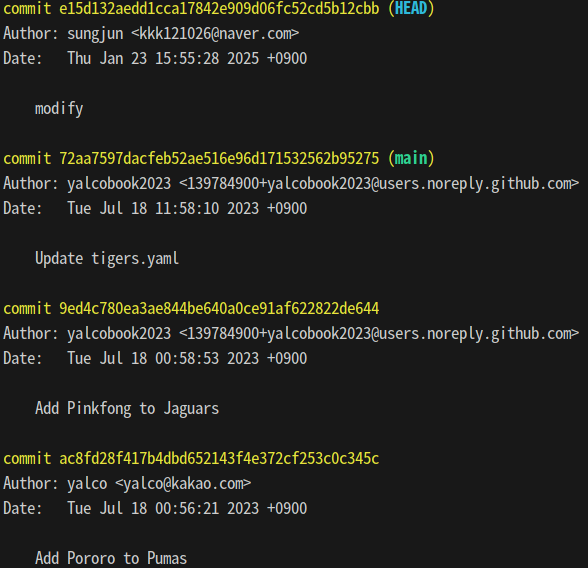 commit e15d132aedd1cca17842e909d06fc52cd5b12cbb (HEAD)
Author: sungjun <kkk121026@naver.com>
Date:   Thu Jan 23 15:55:28 2025 +0900
modify
commit 72aa7597dacfeb52ae516e96d171532562b95275 (main)
Author: yalcobook2023 <139784900+yalcobook2023@users.noreply.github.com>
Date:   Tue Jul 18 11:58:10 2023 +0900
Update tigers.yaml
commit 9ed4c780ea3ae844be640a0ce91af622822de644
Author: yalcobook2023 <139784900+yalcobook2023@users.noreply.github.com>
Date:   Tue Jul 18 00:58:53 2023 +0900
Add Pinkfong to Jaguars
commit ac8fd28f417b4dbd652143f4e372cf253c0c345c
Author: yalco <yalco@kakao.com>
Date:   Tue Jul 18 00:56:21 2023 +0900
Add Pororo to Pumas